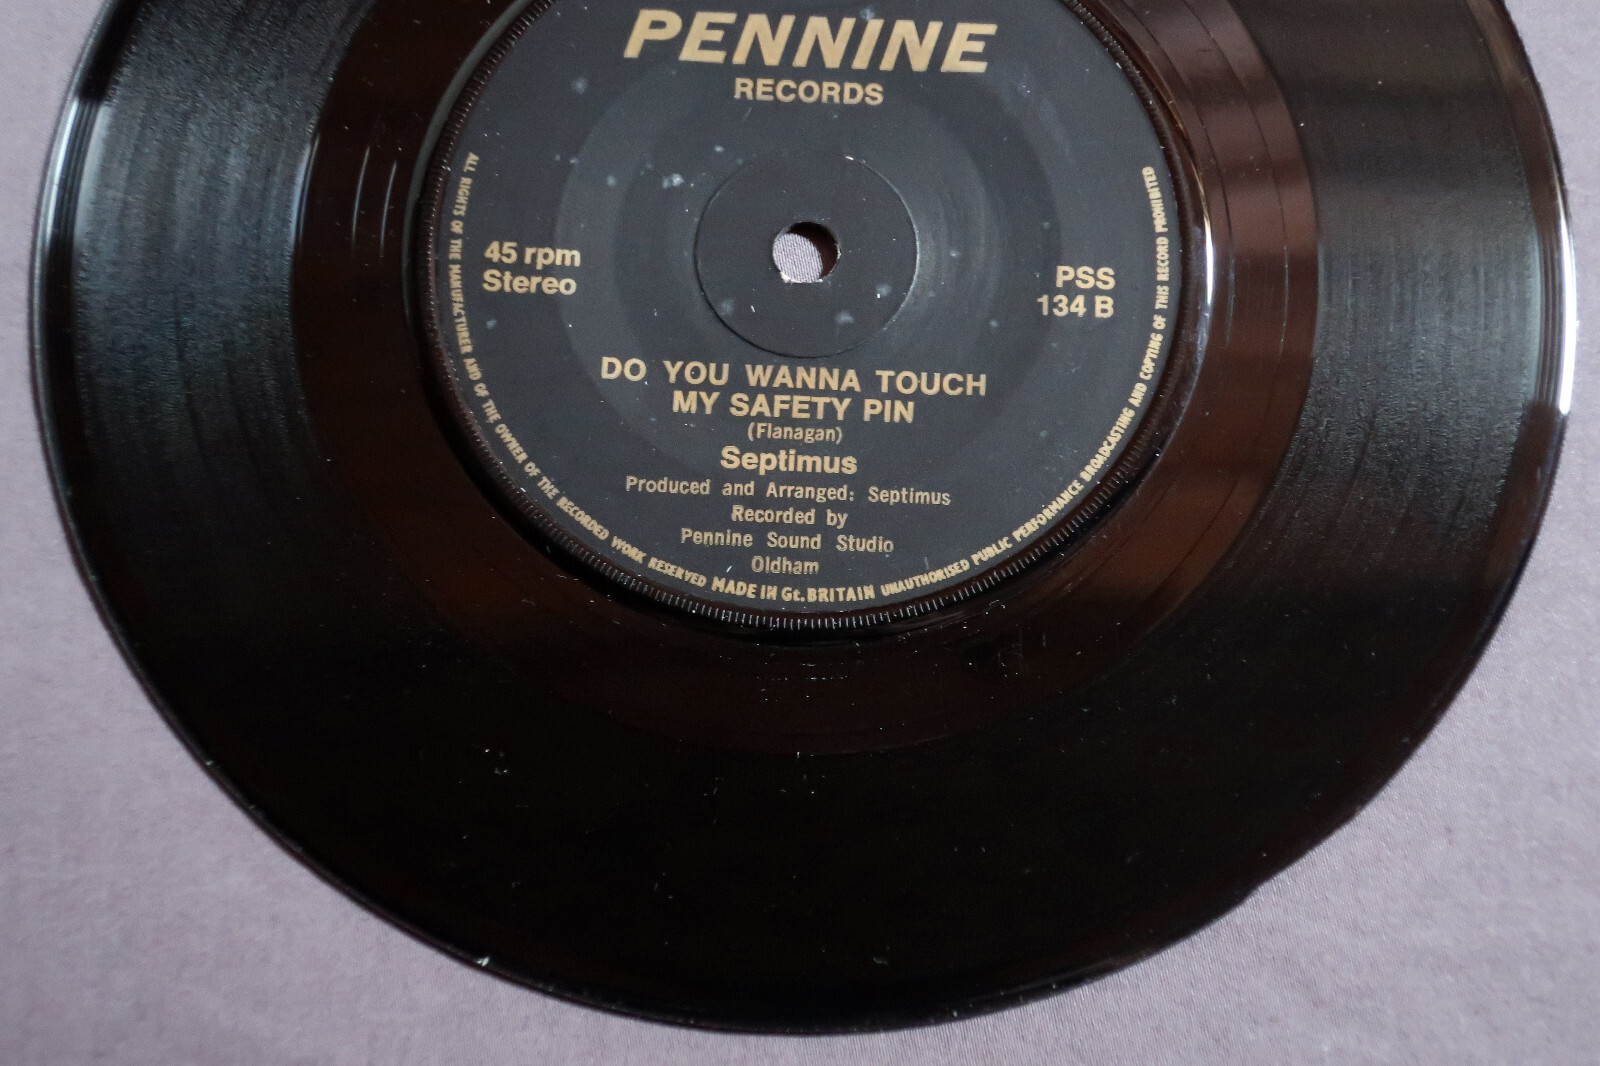 PENNINE
RECORDS
45 rpm
Stereo
PSS
134 B
DO YOU WANNA TOUCH
MY SAFETY PIN
(Flanagan)
Septimus
Produced and Arranged: Septimus
Recorded by
Pennine Sound Studio
Oldham
ALL RIGHTS OF THE MANUFACTURER AND OF THE OWNER OF THE RECORDED WORK RESERVED MADE IN Gt. BRITAIN UNAUTHORISED PUBLIC PERFORMANCE BROADCASTING AND COPYING OF THIS RECORD PROHIBITED